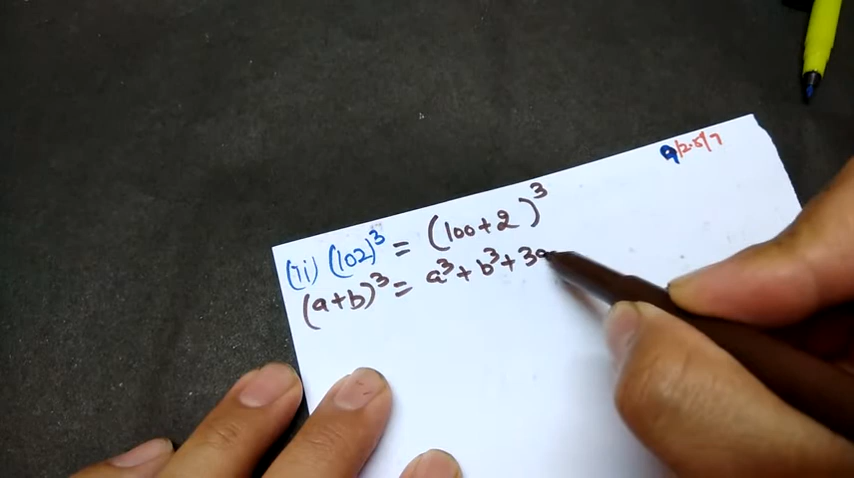 9/2.5/7
(ii) (102)³ = (100+2)³
(a+b)³ = a³ + b³ + 3a